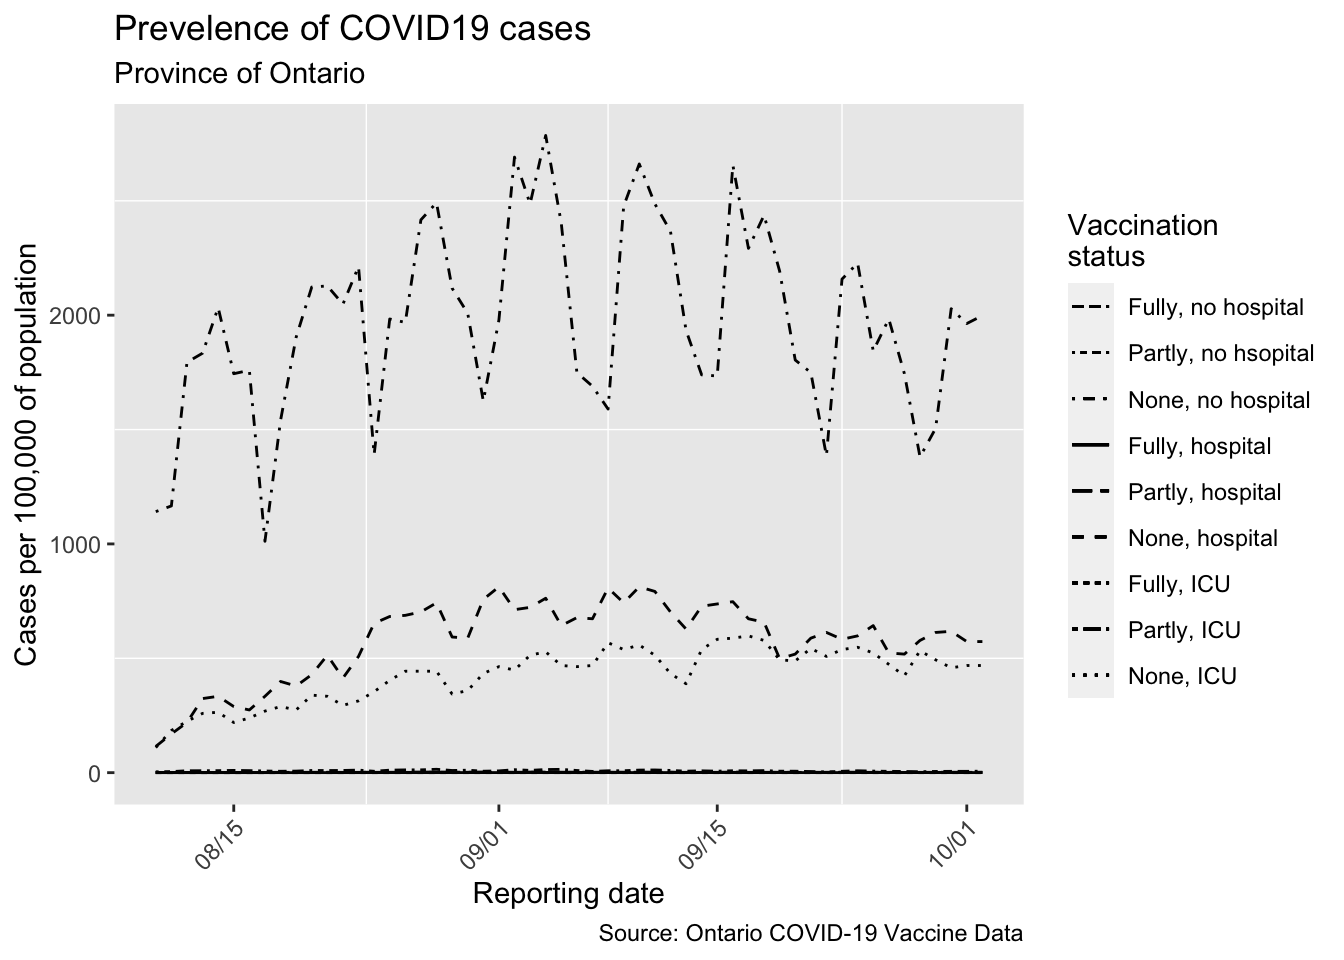 Prevelence of COVID19 cases
Province of Ontario
Cases per 100,000 of population
2000
1000
0
08/15
09/01
09/15
10/01
Reporting date
Source: Ontario COVID-19 Vaccine Data
Vaccination
status
Fully, no hospital
Partly, no hsopital
None, no hospital
Fully, hospital
Partly, hospital
None, hospital
Fully, ICU
Partly, ICU
None, ICU